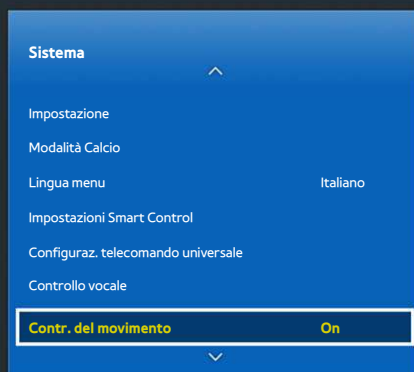 Sistema
Impostazione
Modalità Calcio
Lingua menu Italiano
Impostazioni Smart Control
Configuraz. telecomando universale
Controllo vocale
Contr. del movimento On